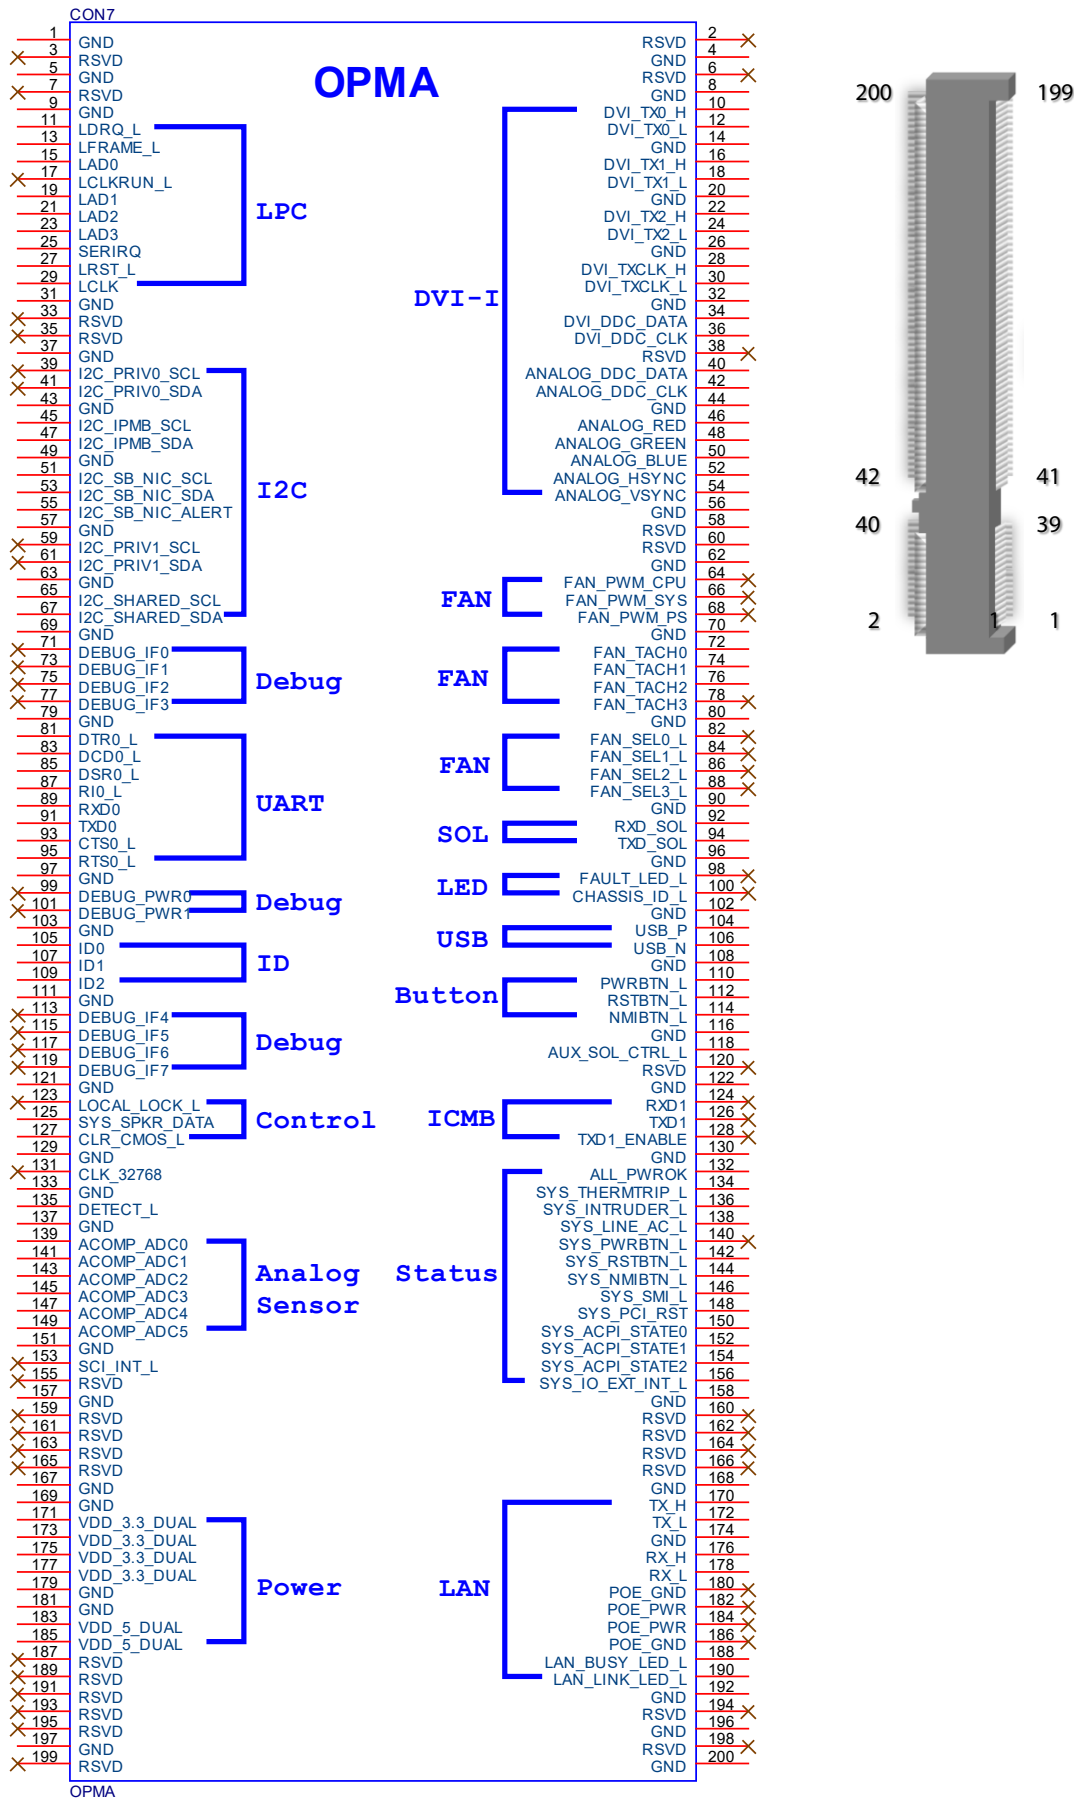 CON7
OPMA
1 GND
3 RSVD
5 GND
7 RSVD
9 GND
11 LDRQ_L
13 LFRAME_L
15 LAD0
17 LCLKRUN_L
19 LAD1
21 LAD2
23 LAD3
25 SERIRQ
27 LRST_L
29 LCLK
LPC
31 GND
33 RSVD
35 RSVD
37 GND
39 I2C_PRIV0_SCL
41 I2C_PRIV0_SDA
43 GND
45 I2C_IPMB_SCL
47 I2C_IPMB_SDA
49 GND
51 I2C_SB_NIC_SCL
53 I2C_SB_NIC_SDA
55 I2C_SB_NIC_ALERT
57 GND
59 I2C_PRIV1_SCL
61 I2C_PRIV1_SDA
63 GND
65 I2C_SHARED_SCL
67 I2C_SHARED_SDA
I2C
69 GND
71 DEBUG_IF0
73 DEBUG_IF1
75 DEBUG_IF2
77 DEBUG_IF3
Debug
79 GND
81 DTR0_L
83 DCD0_L
85 DSR0_L
87 RI0_L
89 RXD0
91 TXD0
93 CTS0_L
95 RTS0_L
UART
97 GND
99 DEBUG_PWR0
101 DEBUG_PWR1
Debug
103 GND
105 ID0
107 ID1
109 ID2
ID
111 GND
113 DEBUG_IF4
115 DEBUG_IF5
117 DEBUG_IF6
119 DEBUG_IF7
Debug
121 GND
123 LOCAL_LOCK_L
125 SYS_SPKR_DATA
127 CLR_CMOS_L
Control
129 GND
131 CLK_32768
133 GND
135 DETECT_L
137 GND
139 ACOMP_ADC0
141 ACOMP_ADC1
143 ACOMP_ADC2
145 ACOMP_ADC3
147 ACOMP_ADC4
149 ACOMP_ADC5
Analog
Sensor
151 GND
153 SCI_INT_L
155 RSVD
157 GND
159 RSVD
161 RSVD
163 RSVD
165 RSVD
167 GND
169 GND
171 VDD_3.3_DUAL
173 VDD_3.3_DUAL
175 VDD_3.3_DUAL
177 VDD_3.3_DUAL
179 GND
181 GND
183 VDD_5_DUAL
185 VDD_5_DUAL
Power
187 RSVD
189 RSVD
191 RSVD
193 RSVD
195 RSVD
197 GND
199 RSVD
OPMA
RSVD 2
GND 4
RSVD 6
GND 8
DVI_TX0_H 10
DVI_TX0_L 12
GND 14
DVI_TX1_H 16
DVI_TX1_L 18
GND 20
DVI_TX2_H 22
DVI_TX2_L 24
GND 26
DVI_TXCLK_H 28
DVI_TXCLK_L 30
GND 32
DVI_DDC_DATA 34
DVI_DDC_CLK 36
RSVD 38
ANALOG_DDC_DATA 40
ANALOG_DDC_CLK 42
GND 44
ANALOG_RED 46
ANALOG_GREEN 48
ANALOG_BLUE 50
ANALOG_HSYNC 52
ANALOG_VSYNC 54
DVI-I
GND 56
RSVD 58
RSVD 60
GND 62
FAN_PWM_CPU 64
FAN_PWM_SYS 66
FAN_PWM_PS 68
FAN
GND 70
FAN_TACH0 72
FAN_TACH1 74
FAN_TACH2 76
FAN_TACH3 78
FAN
GND 80
FAN_SEL0_L 82
FAN_SEL1_L 84
FAN_SEL2_L 86
FAN_SEL3_L 88
FAN
GND 90
RXD_SOL 92
TXD_SOL 94
SOL
GND 96
FAULT_LED_L 98
CHASSIS_ID_L 100
LED
GND 102
USB_P 104
USB_N 106
USB
GND 108
PWRBTN_L 110
RSTBTN_L 112
NMIBTN_L 114
Button
GND 116
AUX_SOL_CTRL_L 118
RSVD 120
GND 122
RXD1 124
TXD1 126
TXD1_ENABLE 128
ICMB
GND 130
ALL_PWROK 132
SYS_THERMTRIP_L 134
SYS_INTRUDER_L 136
SYS_LINE_AC_L 138
SYS_PWRBTN_L 140
SYS_RSTBTN_L 142
SYS_NMIBTN_L 144
SYS_SMI_L 146
SYS_PCI_RST 148
SYS_ACPI_STATE0 150
SYS_ACPI_STATE1 152
SYS_ACPI_STATE2 154
SYS_IO_EXT_INT_L 156
Status
GND 158
RSVD 160
RSVD 162
RSVD 164
RSVD 166
GND 168
TX_H 170
TX_L 172
GND 174
RX_H 176
RX_L 178
POE_GND 180
POE_PWR 182
POE_PWR 184
POE_GND 186
LAN_BUSY_LED_L 188
LAN_LINK_LED_L 190
LAN
GND 192
RSVD 194
GND 196
RSVD 198
GND 200
200 199
42 41
40 39
2 1 1